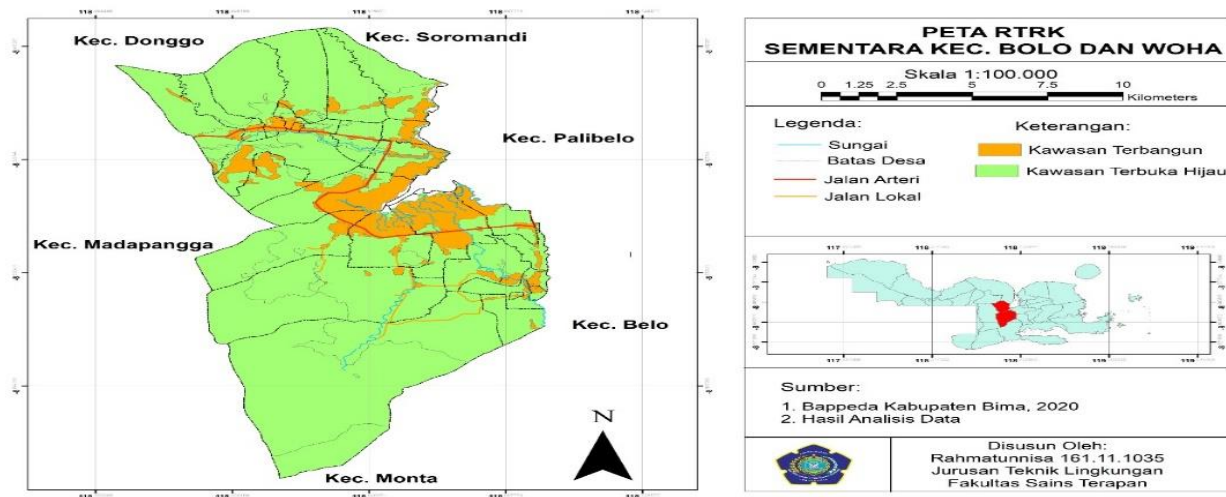 Kec. Donggo
Kec. Soromandi
Kec. Palibelo
Kec. Madapangga
Kec. Belo
Kec. Monta
N
PETA RTRK
SEMENTARA KEC. BOLO DAN WOHA
Skala 1:100.000
0 1.25 2.5 5 7.5 10
Kilometers
Legenda:
Sungai
Batas Desa
Jalan Arteri
Jalan Lokal
Keterangan:
Kawasan Terbangun
Kawasan Terbuka Hijau
117 118 119
Sumber:
1. Bappeda Kabupaten Bima, 2020
2. Hasil Analisis Data
Disusun Oleh:
Rahmatunnisa 161.11.1035
Jurusan Teknik Lingkungan
Fakultas Sains Terapan